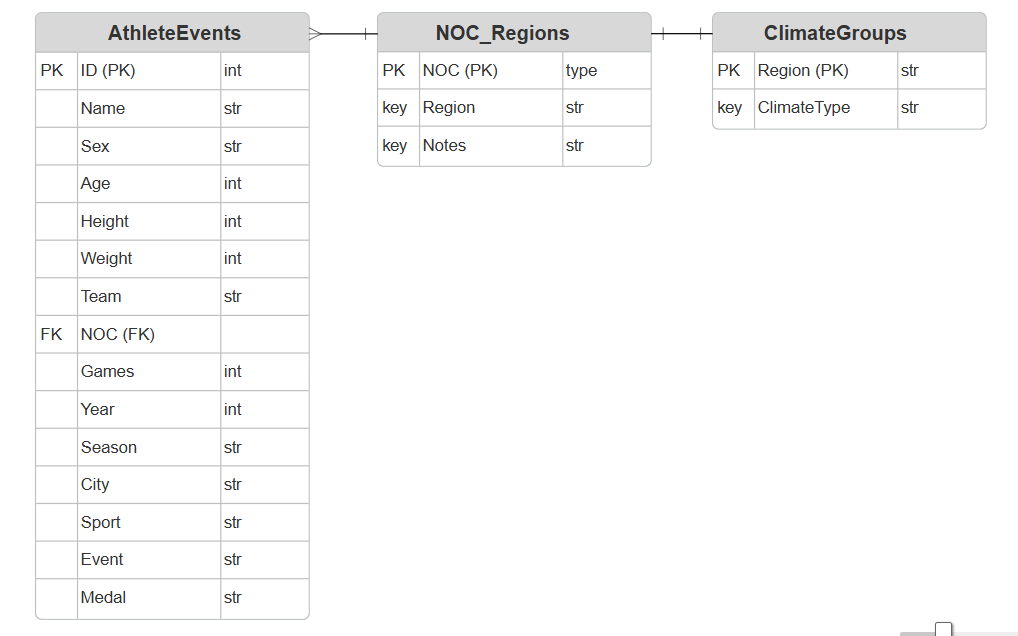 AthleteEvents
PK ID (PK) int
Name str
Sex str
Age int
Height int
Weight int
Team str
FK NOC (FK)
Games int
Year int
Season str
City str
Sport str
Event str
Medal str
NOC_Regions
PK NOC (PK) type
key Region str
key Notes str
ClimateGroups
PK Region (PK) str
key ClimateType str